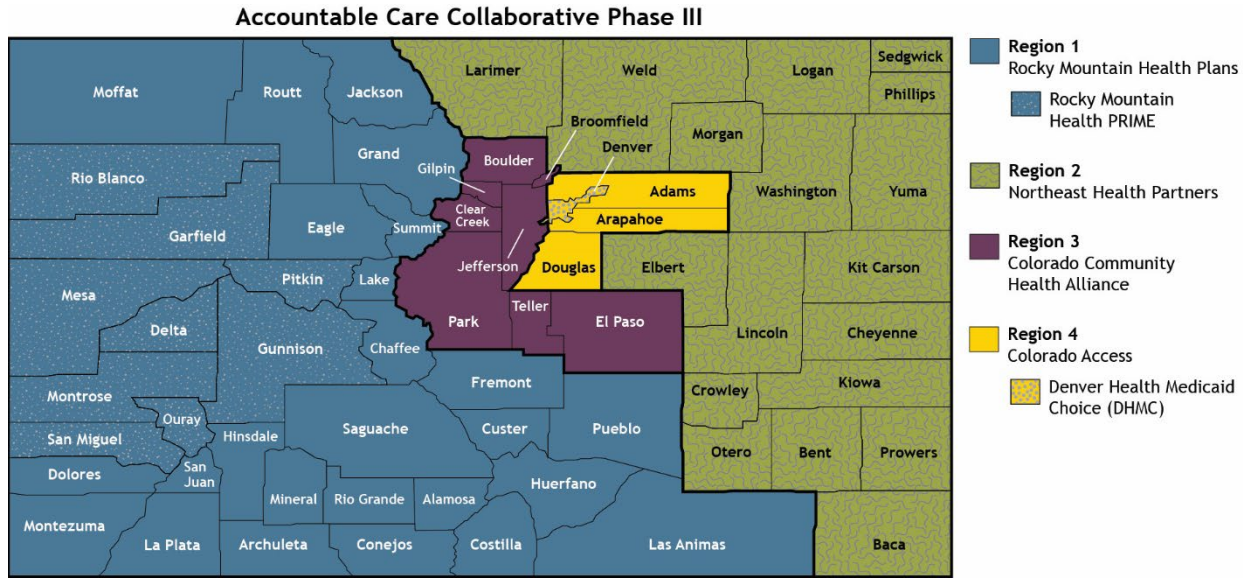 Accountable Care Collaborative Phase III
Moffat
Routt
Jackson
Larimer
Weld
Logan
Sedgwick
Phillips
Grand
Rio Blanco
Boulder
Gilpin
Broomfield
Denver
Morgan
Washington
Yuma
Adams
Arapahoe
Clear
Creek
Garfield
Eagle
Summit
Jefferson
Douglas
Elbert
Kit Carson
Mesa
Pitkin
Lake
Park
Teller
El Paso
Lincoln
Cheyenne
Delta
Gunnison
Chaffee
Fremont
Crowley
Kiowa
Montrose
Ouray
San Miguel
Hinsdale
Saguache
Custer
Pueblo
Otero
Bent
Prowers
Dolores
San
Juan
Mineral
Rio Grande
Alamosa
Huerfano
Montezuma
La Plata
Archuleta
Conejos
Costilla
Las Animas
Baca
Region 1
Rocky Mountain Health Plans
Rocky Mountain
Health PRIME
Region 2
Northeast Health Partners
Region 3
Colorado Community
Health Alliance
Region 4
Colorado Access
Denver Health Medicaid
Choice (DHMC)